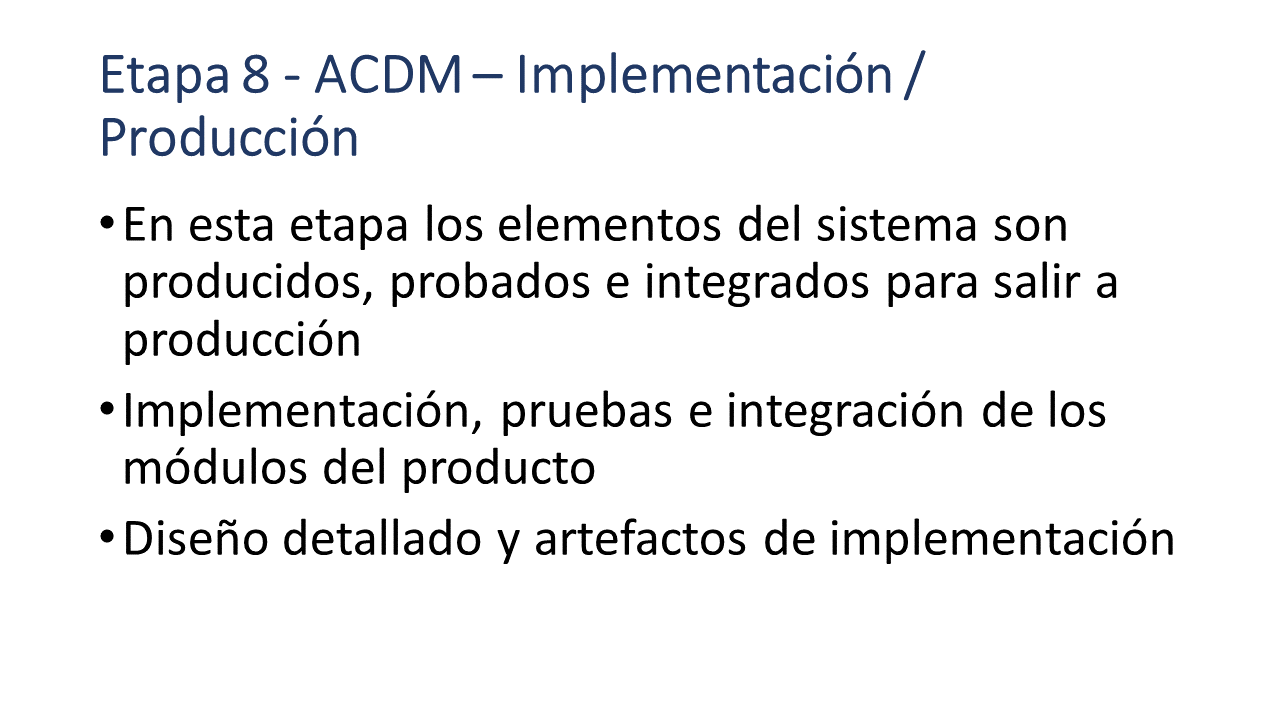 Etapa 8 - ACDM – Implementación /
Producción
•En esta etapa los elementos del sistema son
producidos, probados e integrados para salir a
producción
•Implementación, pruebas e integración de los
módulos del producto
•Diseño detallado y artefactos de implementación